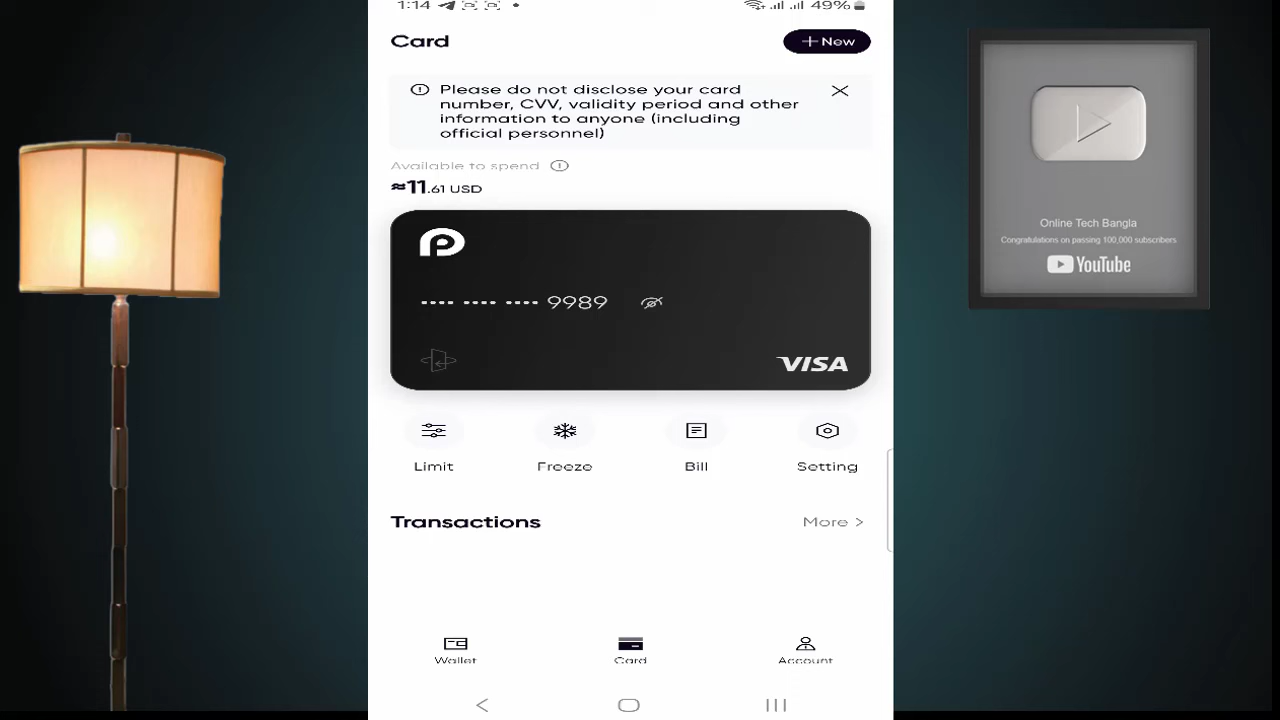 1:14
49%
Card
+ New
Please do not disclose your card
number, CVV, validity period and other
information to anyone (including
official personnel)
Available to spend
≈11.61 USD
•••• •••• •••• 9989
VISA
Limit
Freeze
Bill
Setting
Transactions
More >
Wallet
Card
Account
Online Tech Bangla
Congratulations on passing 100,000 subscribers
YouTube